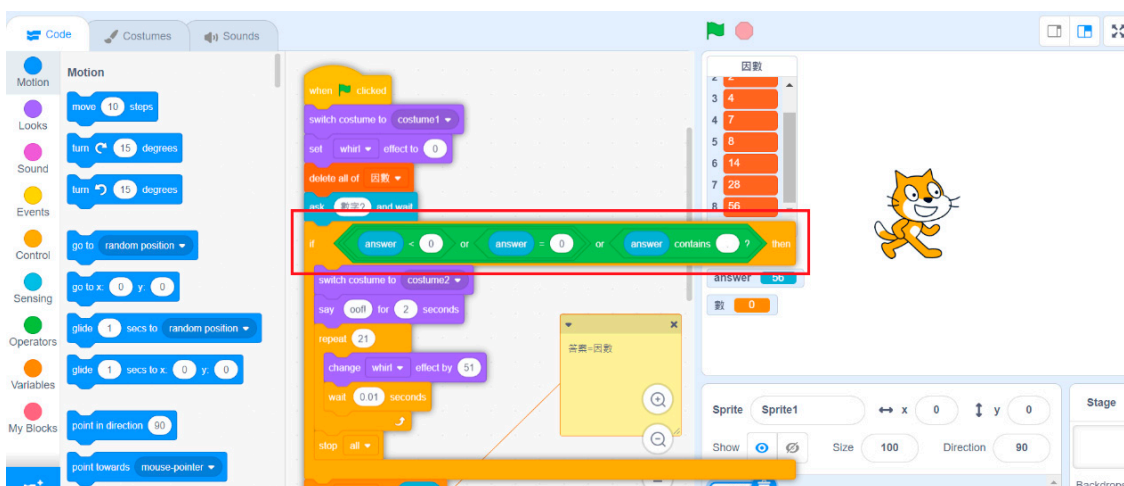 Code Costumes Sounds
Motion
Looks
Sound
Events
Control
Sensing
Operators
Variables
My Blocks
Motion
move 10 steps
turn 15 degrees
turn 15 degrees
go to random position
go to x: 0 y: 0
glide 1 secs to random position
glide 1 secs to x: 0 y: 0
point in direction 90
point towards mouse-pointer
when clicked
switch costume to costume1
set whirl effect to 0
delete all of 因數
ask 數字? and wait
if answer < 0 or answer = 0 or answer contains ? then
switch costume to costume2
say oof! for 2 seconds
repeat 21
change whirl effect by 51
wait 0.01 seconds
stop all
答案=因數
因數
2 2
3 4
4 7
5 8
6 14
7 28
8 56
answer 56
數 0
Sprite Sprite1 x 0 y 0
Show Size 100 Direction 90
Stage
Backdrops